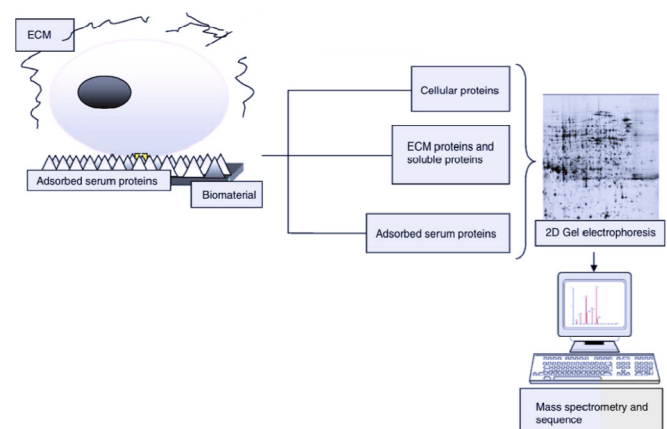 ECM
Adsorbed serum proteins
Biomaterial
Cellular proteins
ECM proteins and
soluble proteins
Adsorbed serum proteins
2D Gel electrophoresis
Mass spectrometry and
sequence